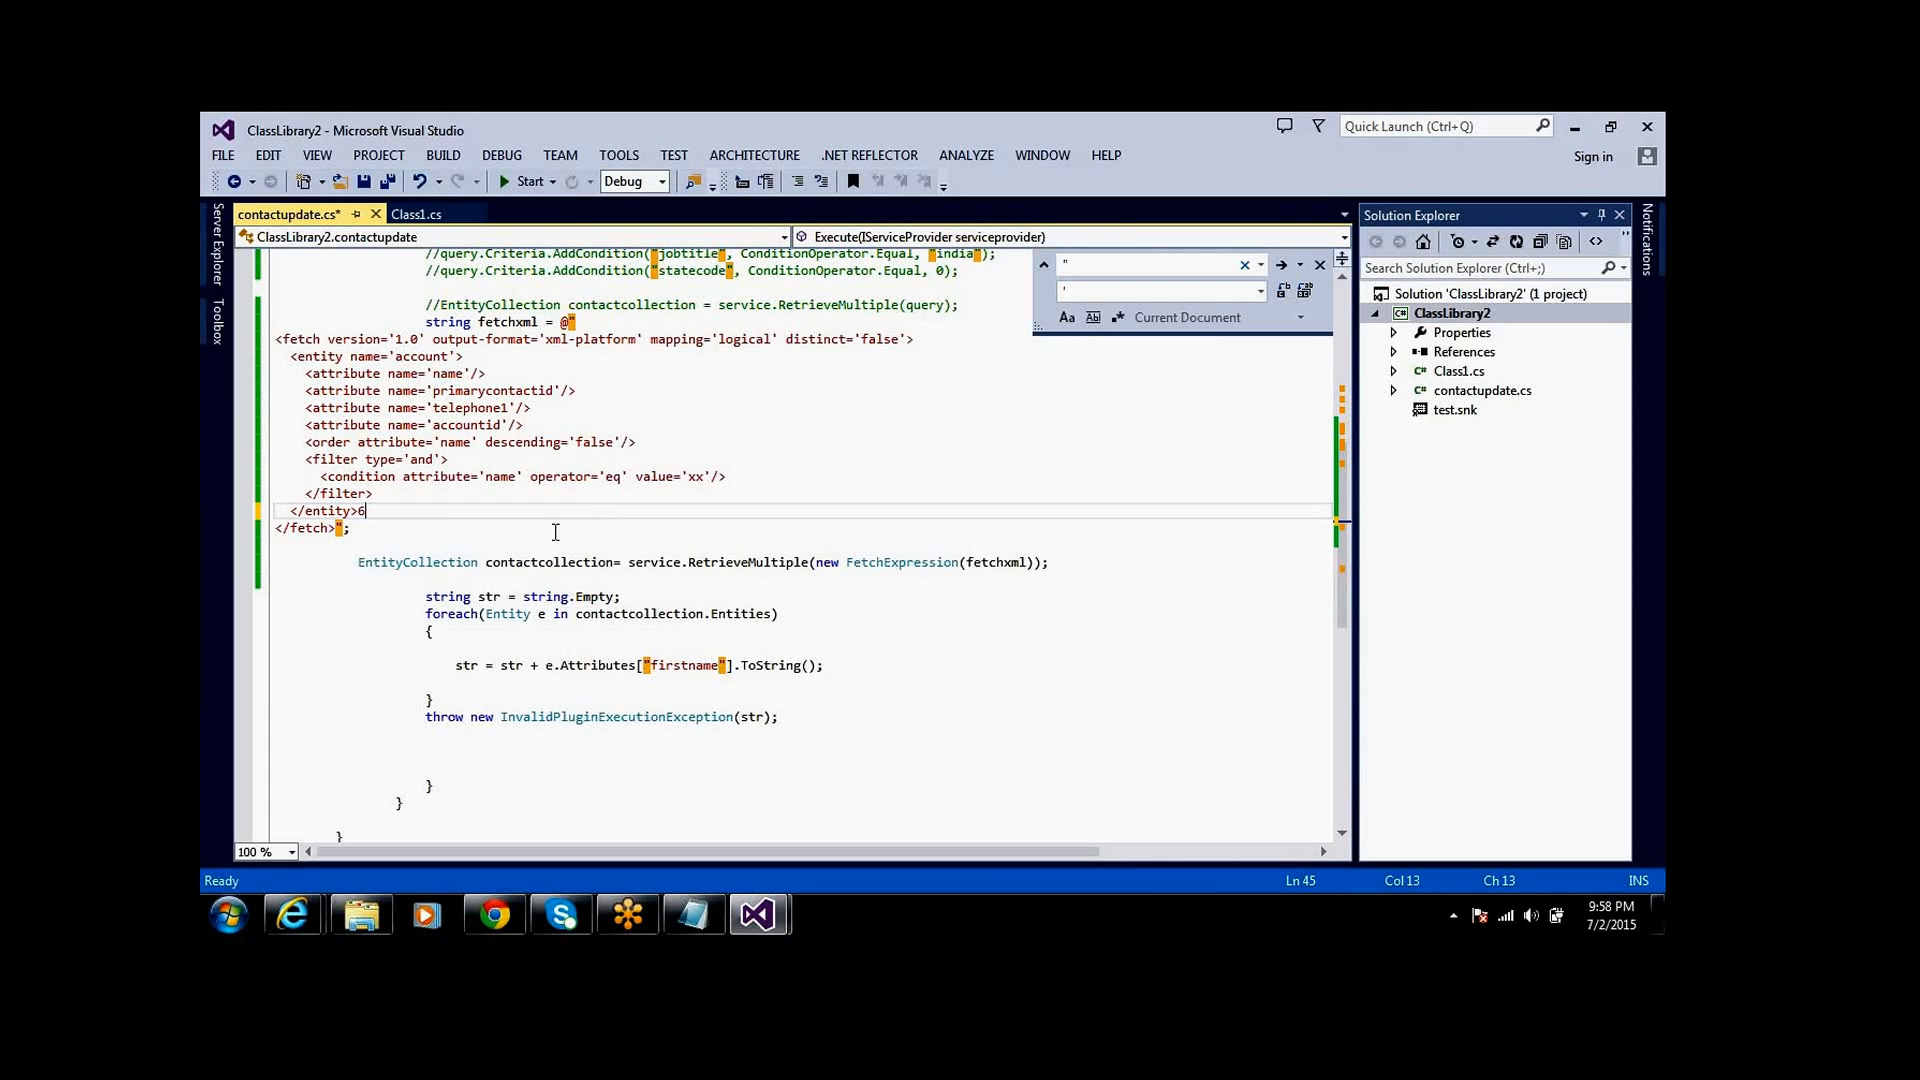 ClassLibrary2 - Microsoft Visual Studio
Quick Launch (Ctrl+Q)
FILE EDIT VIEW PROJECT BUILD DEBUG TEAM TOOLS TEST ARCHITECTURE .NET REFLECTOR ANALYZE WINDOW HELP
Sign in
Start Debug
contactupdate.cs* Class1.cs
ClassLibrary2.contactupdate
Execute(IServiceProvider serviceprovider)
Server Explorer
Toolbox
//query.Criteria.AddCondition("jobtitle", ConditionOperator.Equal, "india");
//query.Criteria.AddCondition("statecode", ConditionOperator.Equal, 0);
//EntityCollection contactcollection = service.RetrieveMultiple(query);
string fetchxml = @"
<fetch version='1.0' output-format='xml-platform' mapping='logical' distinct='false'>
<entity name='account'>
<attribute name='name'/>
<attribute name='primarycontactid'/>
<attribute name='telephone1'/>
<attribute name='accountid'/>
<order attribute='name' descending='false'/>
<filter type='and'>
<condition attribute='name' operator='eq' value='xx'/>
</filter>
</entity>6
</fetch>";
EntityCollection contactcollection= service.RetrieveMultiple(new FetchExpression(fetchxml));
string str = string.Empty;
foreach(Entity e in contactcollection.Entities)
{
str = str + e.Attributes["firstname"].ToString();
}
throw new InvalidPluginExecutionException(str);
}
}
}
"
'
Aa Ab Current Document
Solution Explorer
Search Solution Explorer (Ctrl+;)
Solution 'ClassLibrary2' (1 project)
ClassLibrary2
Properties
References
Class1.cs
contactupdate.cs
test.snk
Notifications
100 %
Ready Ln 45 Col 13 Ch 13 INS
9:58 PM
7/2/2015